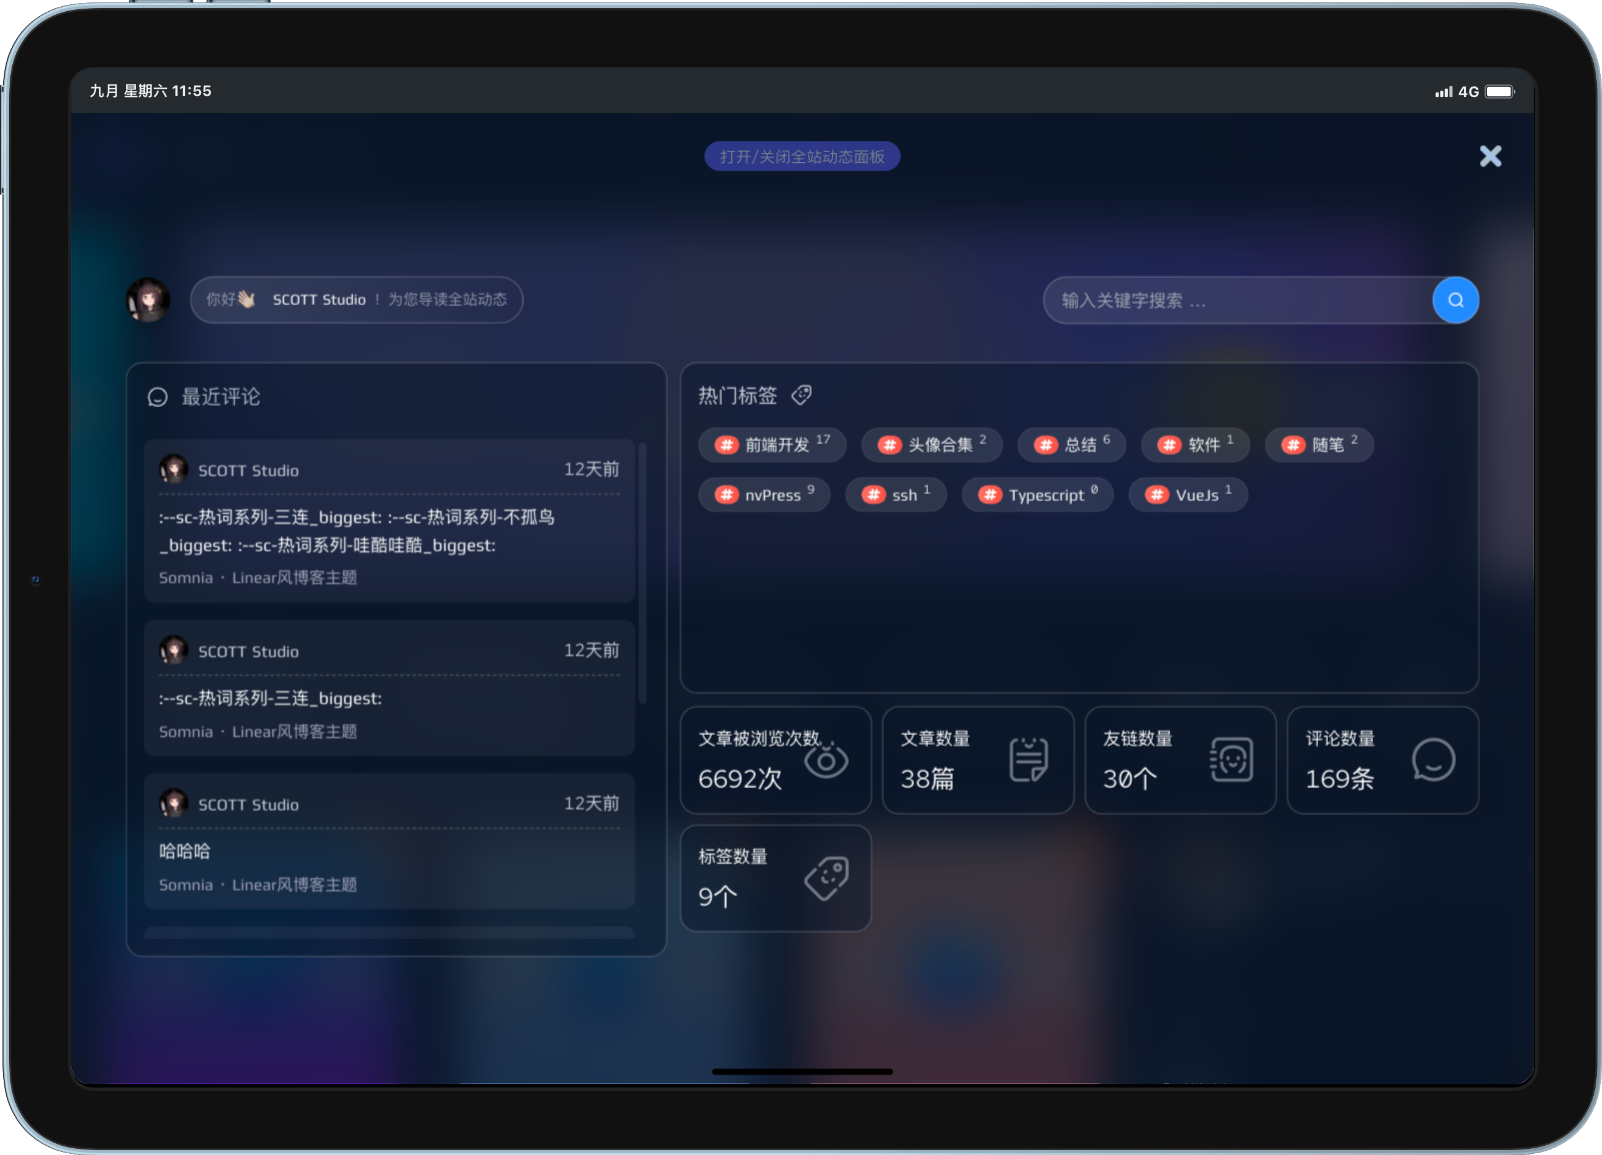 九月 星期六 11:55
4G
打开/关闭全站动态面板
你好👋🏻 SCOTT Studio ！ 为您导读全站动态
输入关键字搜索 ...
最近评论
SCOTT Studio 12天前
:--sc-热词系列-三连_biggest: :--sc-热词系列-不孤鸟
_biggest: :--sc-热词系列-哇酷哇酷_biggest:
Somnia · Linear风博客主题
SCOTT Studio 12天前
:--sc-热词系列-三连_biggest:
Somnia · Linear风博客主题
SCOTT Studio 12天前
哈哈哈
Somnia · Linear风博客主题
热门标签
# 前端开发 17 # 头像合集 2 # 总结 6 # 软件 1 # 随笔 2
# nvPress 9 # ssh 1 # Typescript 0 # VueJs 1
文章被浏览次数
6692次
文章数量
38篇
友链数量
30个
评论数量
169条
标签数量
9个